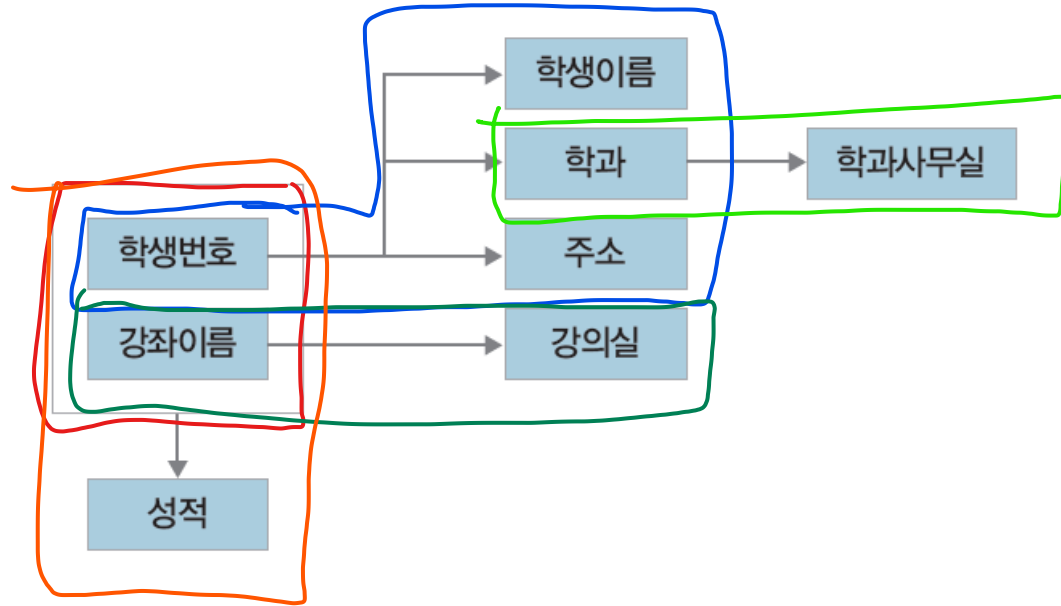 학생이름
학과
학과사무실
학생번호
주소
강좌이름
강의실
성적